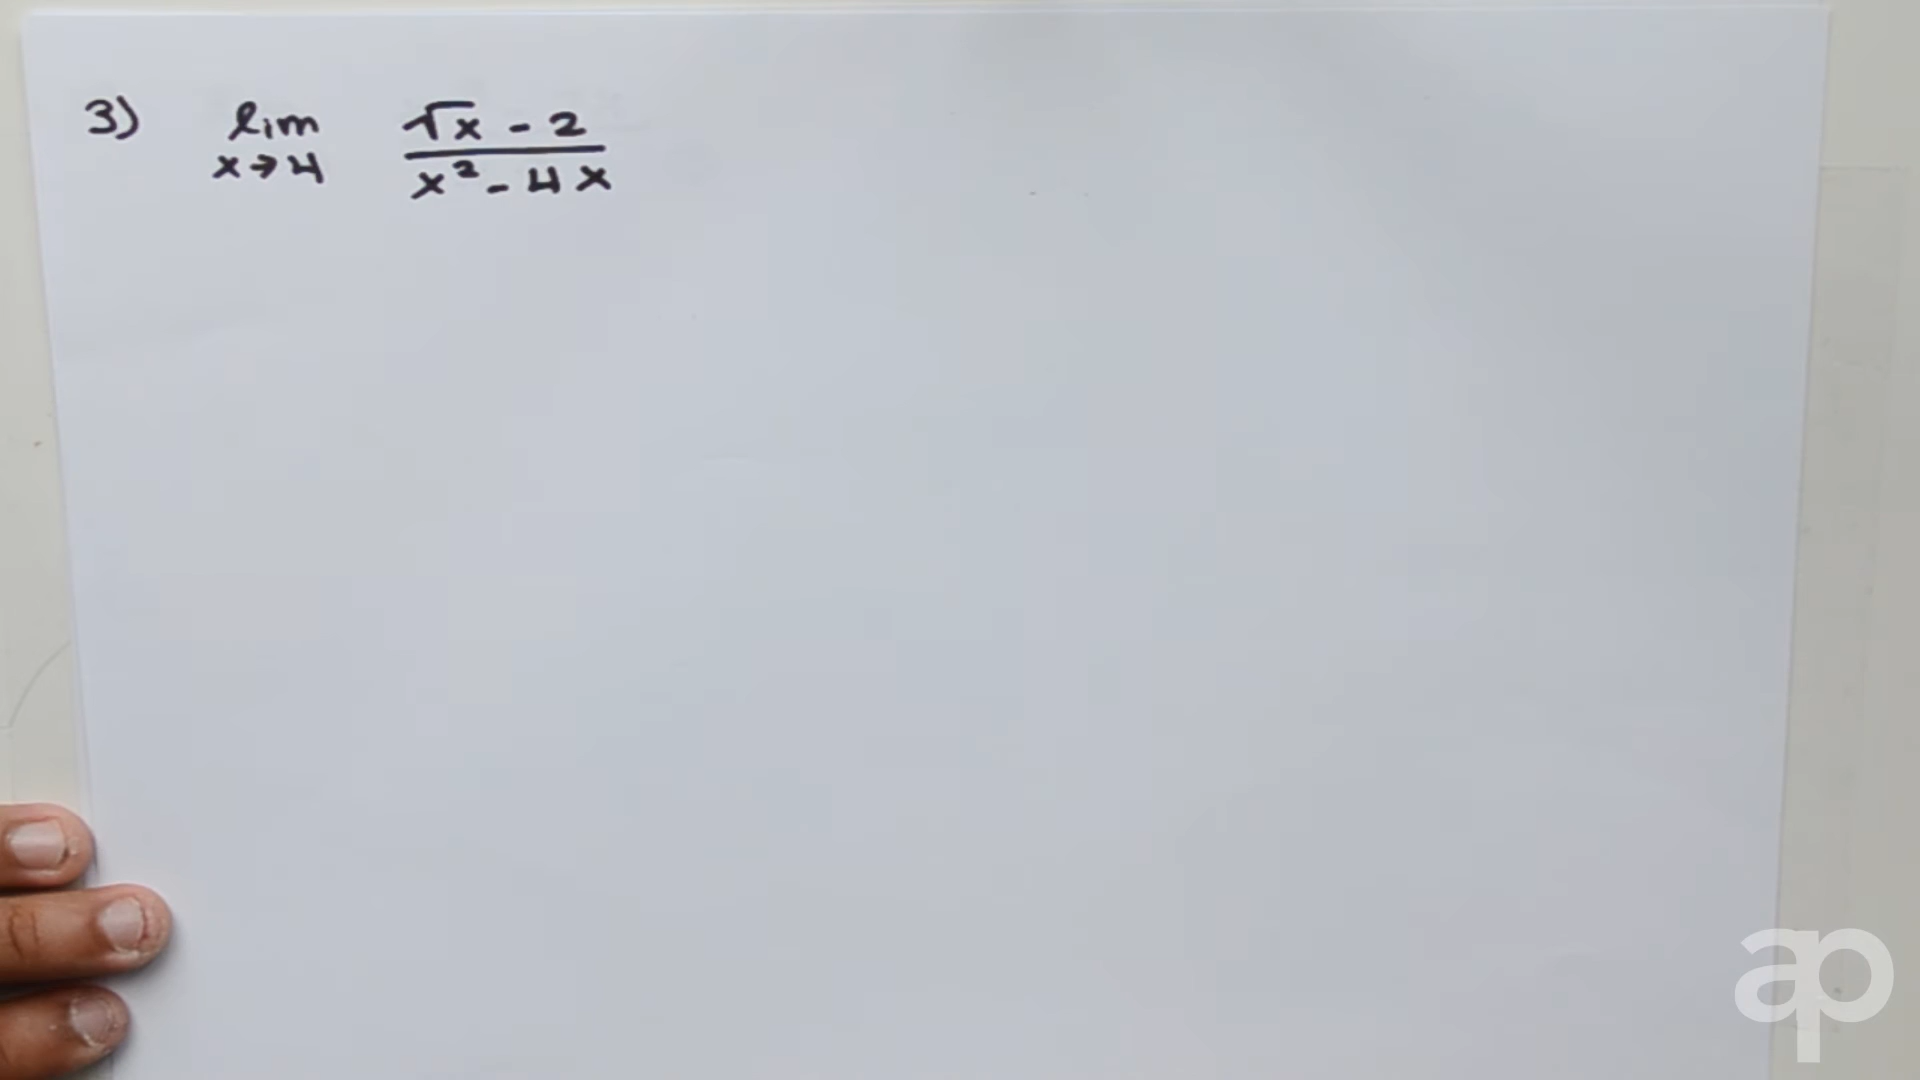 3) lim x→4 (√x - 2)/(x² - 4x)
ap